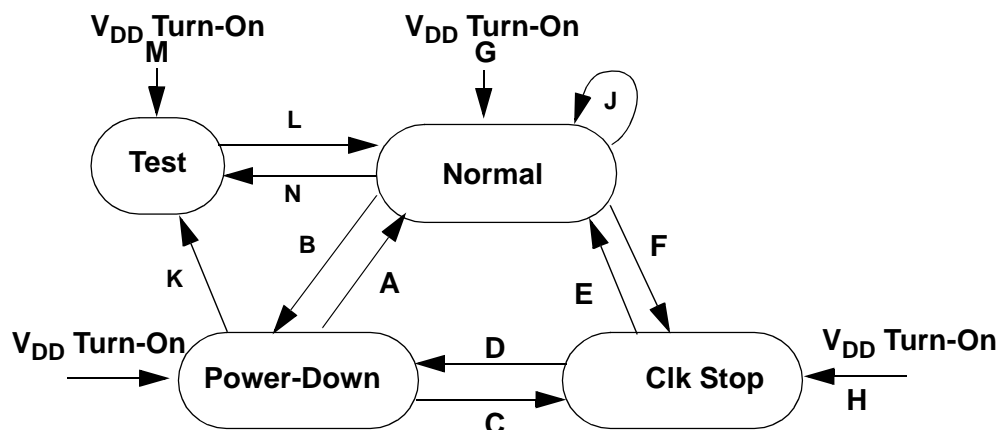 VDD Turn-On
M
VDD Turn-On
G
J
L
Test
Normal
N
B
F
A
K
E
VDD Turn-On
D
VDD Turn-On
Power-Down
Clk Stop
H
C